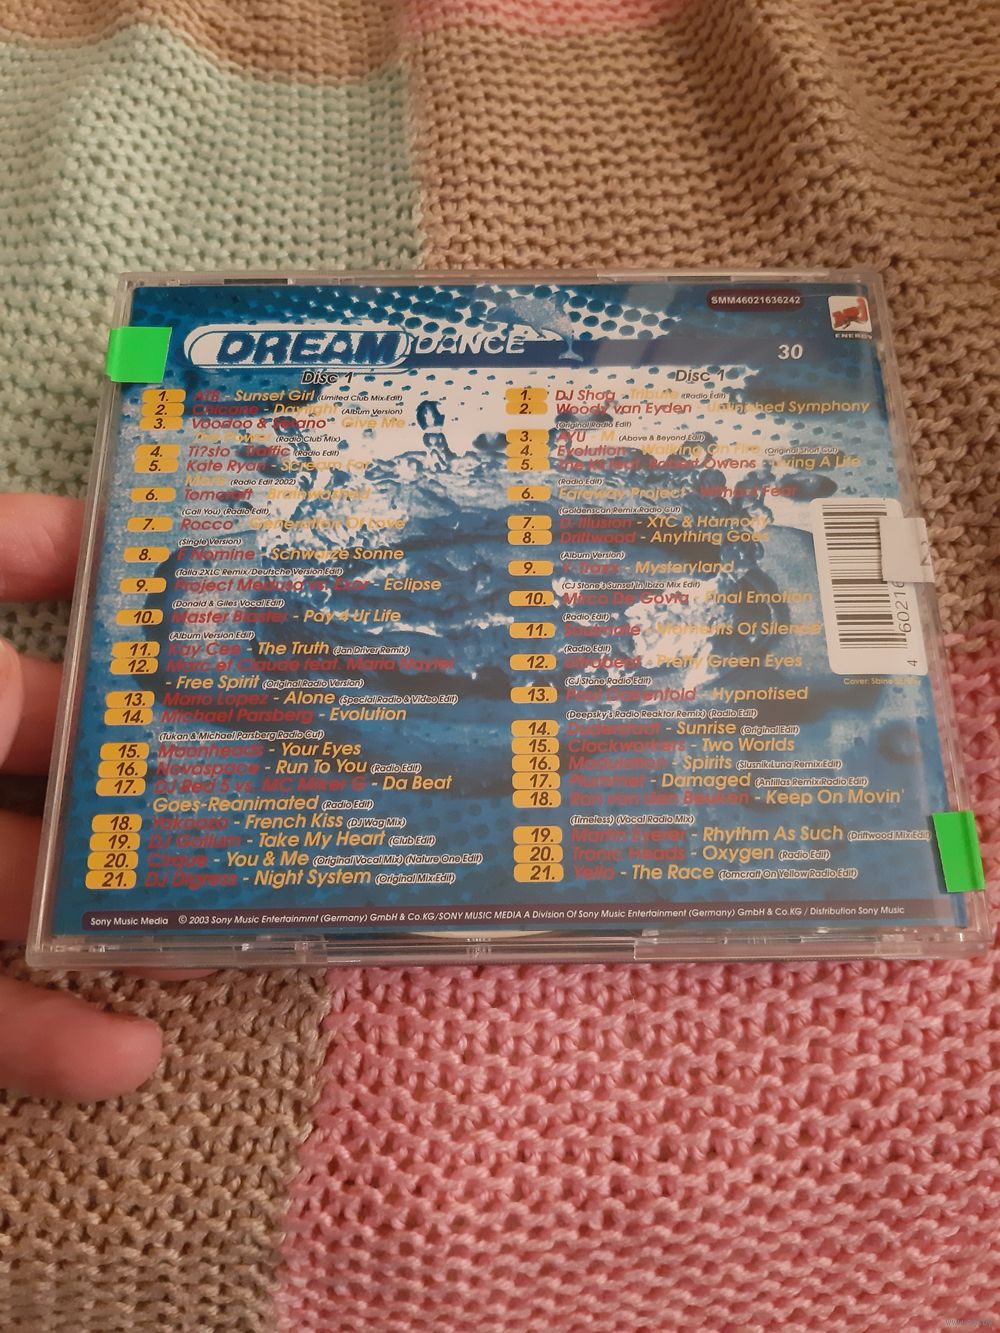 SMM46021636242
NRJ
ENERGY
DREAM DANCE
30
Disc 1
1. ATB - Sunset Girl (Limited Club Mix-Edit)
2. Chicane - Daylight (Album Version)
3. Voodoo & Serano - Give Me
The Power (Radio Club Mix)
4. Ti?sto - Traffic (Radio Edit)
5. Kate Ryan - Scream For
More (Radio Edit 2002)
6. Tomcraft - Brainwashed
(Call You) (Radio Edit)
7. Rocco - Generation Of Love
(Single Version)
8. E Nomine - Schwarze Sonne
(Talla 2XLC Remix/Deutsche Version Edit)
9. Project Medusa vs. Exor - Eclipse
(Donald & Giles Vocal Edit)
10. Master Blaster - Pay 4 Ur Life
(Album Version Edit)
11. Kay Cee - The Truth (Jan Driver Remix)
12. Marc et Claude feat. Maria Nayler
- Free Spirit (Original Radio Version)
13. Mario Lopez - Alone (Special Radio & Video Edit)
14. Michael Parsberg - Evolution
(Tukan & Michael Parsberg Radio Cut)
15. Moonheads - Your Eyes
16. Novaspace - Run To You (Radio Edit)
17. DJ Red 5 vs. MC Miker G - Da Beat
Goes-Reanimated (Radio Edit)
18. Yakooza - French Kiss (DJ Wag Mix)
19. DJ Gollum - Take My Heart (Club Edit)
20. Cirque - You & Me (Original Vocal Mix) (Nature One Edit)
21. DJ Digress - Night System (Original Mix-Edit)
Disc 1
1. DJ Shog - Tribute (Radio Edit)
2. Woody van Eyden - Unfinished Symphony
(Original Radio Edit)
3. AYU - M (Above & Beyond Edit)
4. Evolution - Walking On Fire (Original Short Cut)
5. The Kit feat. Robert Owens - Living A Life
(Radio Edit)
6. Faraway Project - Without Fear
(Goldenscan Remix-Radio Cut)
7. D-Illusion - XTC & Harmony
8. Driftwood - Anything Goes
(Album Version)
9. K-Traxx - Mysteryland
(CJ Stone's Sunset in Ibiza Mix Edit)
10. Mirco De Govia - Final Emotion
(Radio Edit)
11. Soulmate - Moments Of Silence
(Radio Edit)
12. Ultrabeat - Pretty Green Eyes
(CJ Stone Radio Edit)
13. Paul Oakenfold - Hypnotised
(Deepsky's Radio Reaktor Remix) (Radio Edit)
14. Duderstadt - Sunrise (Original Edit)
15. Clockworkers - Two Worlds
16. Modulation - Spirits (Slusnik Luna Remix-Edit)
17. Plummet - Damaged (Antillas Remix-Radio Edit)
18. Ron van den Beuken - Keep On Movin'
(Timeless) (Vocal Radio Mix)
19. Martin Eyerer - Rhythm As Such (Driftwood Mix-Edit)
20. Tronic Heads - Oxygen (Radio Edit)
21. Yello - The Race (Tomcraft On Yellow Radio Edit)
4 60216
Cover:
Sony Music Media © 2003 Sony Music Entertainmrnt (Germany) GmbH & Co.KG/SONY MUSIC MEDIA A Division Of Sony Music Entertainment (Germany) GmbH & Co.KG / Distribution Sony Music